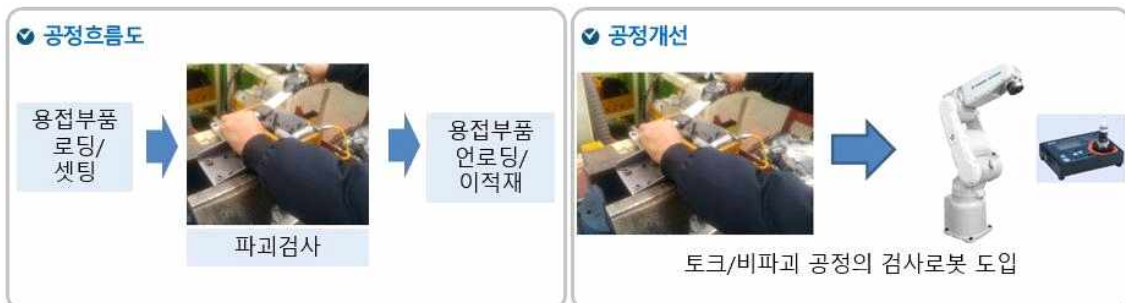 공정흐름도
용접부품
로딩/
셋팅
파괴검사
용접부품
언로딩/
이적재
공정개선
토크/비파괴 공정의 검사로봇 도입